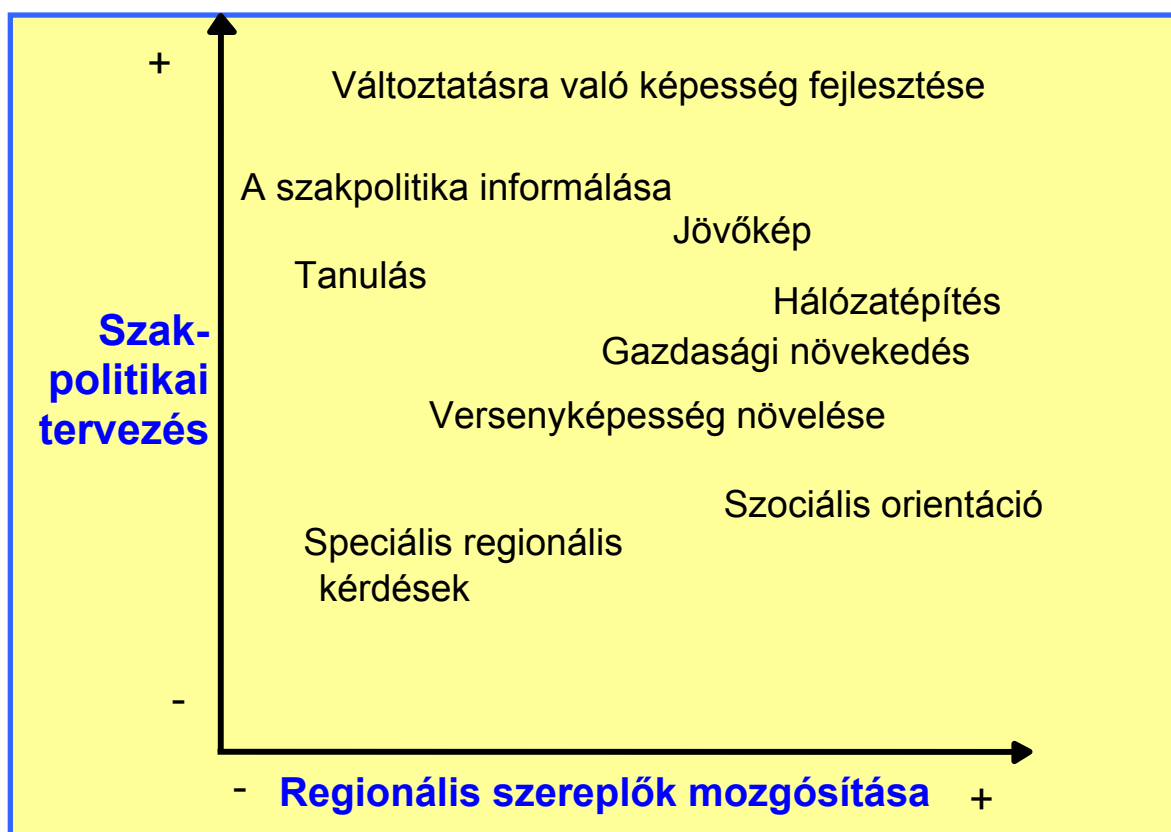 +
Változtatásra való képesség fejlesztése
A szakpolitika informálása
Jövőkép
Tanulás
Hálózatépítés
Szak-
politikai
tervezés
Gazdasági növekedés
Versenyképesség növelése
Szociális orientáció
Speciális regionális
kérdések
-
- Regionális szereplők mozgósítása +